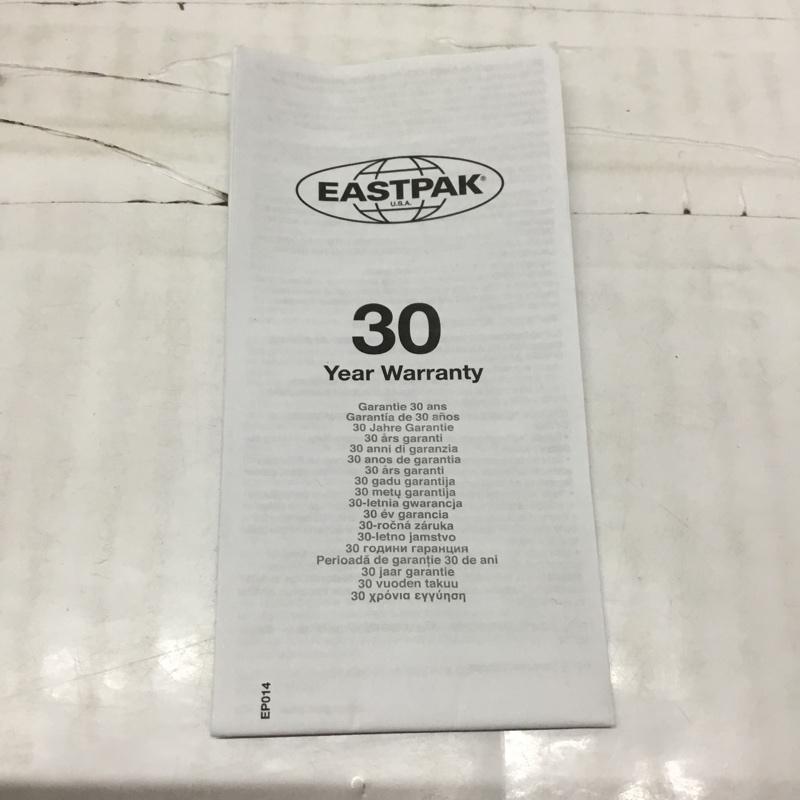 EASTPAK®
U.S.A.
30
Year Warranty
Garantie 30 ans
Garantía de 30 años
30 Jahre Garantie
30 års garanti
30 anni di garanzia
30 anos de garantia
30 års garanti
30 gadu garantija
30 metų garantija
30-letnia gwarancja
30 év garancia
30-ročná záruka
30-letno jamstvo
30 години гаранция
Perioadă de garanție 30 de ani
30 jaar garantie
30 vuoden takuu
30 χρόνια εγγύηση
EP014